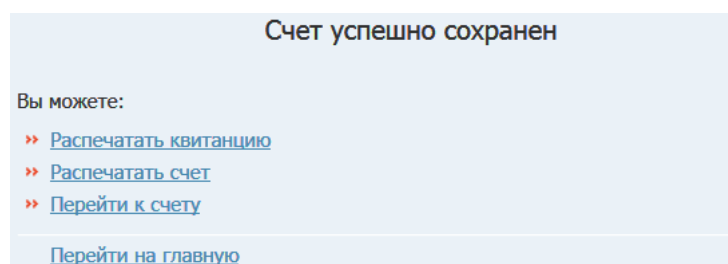 Счет успешно сохранен
Вы можете:
Распечатать квитанцию
Распечатать счет
Перейти к счету
Перейти на главную